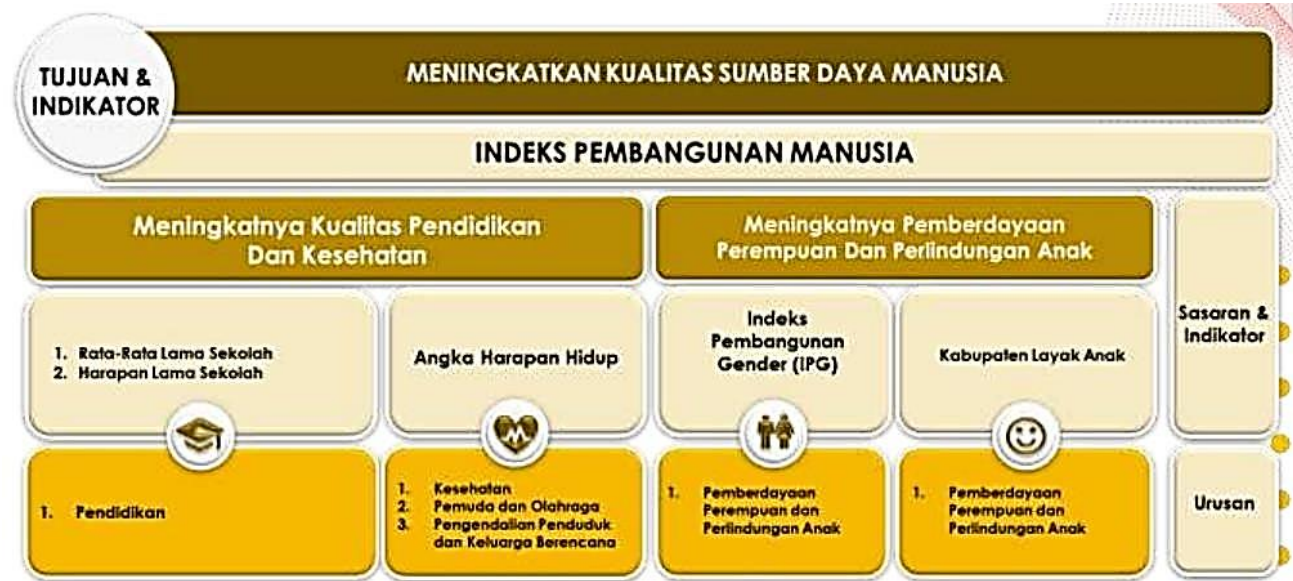 TUJUAN &
INDIKATOR
MENINGKATKAN KUALITAS SUMBER DAYA MANUSIA
INDEKS PEMBANGUNAN MANUSIA
Meningkatnya Kualitas Pendidikan
Dan Kesehatan
Meningkatnya Pemberdayaan
Perempuan Dan Perlindungan Anak
1. Rata-Rata Lama Sekolah
2. Harapan Lama Sekolah
Angka Harapan Hidup
Indeks
Pembangunan
Gender (IPG)
Kabupaten Layak Anak
Sasaran &
Indikator
1. Pendidikan
1. Kesehatan
2. Pemuda dan Olahraga
3. Pengendalian Penduduk
dan Keluarga Berencana
1. Pemberdayaan
Perempuan dan
Perlindungan Anak
1. Pemberdayaan
Perempuan dan
Perlindungan Anak
Urusan